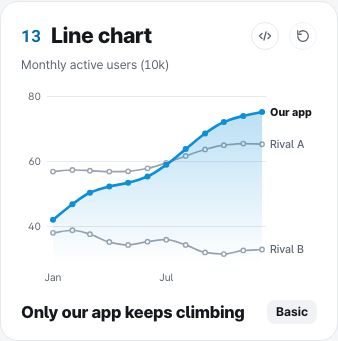 13 Line chart
Monthly active users (10k)
80
Our app
Rival A
60
40
Rival B
Jan Jul
Only our app keeps climbing Basic